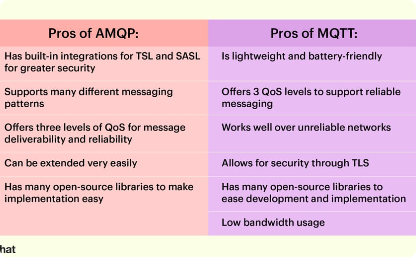 Pros of AMQP:
Has built-in integrations for TSL and SASL
for greater security
Supports many different messaging
patterns
Offers three levels of QoS for message
deliverability and reliability
Can be extended very easily
Has many open-source libraries to make
implementation easy
Pros of MQTT:
Is lightweight and battery-friendly
Offers 3 QoS levels to support reliable
messaging
Works well over unreliable networks
Allows for security through TLS
Has many open-source libraries to
ease development and implementation
Low bandwidth usage
hat